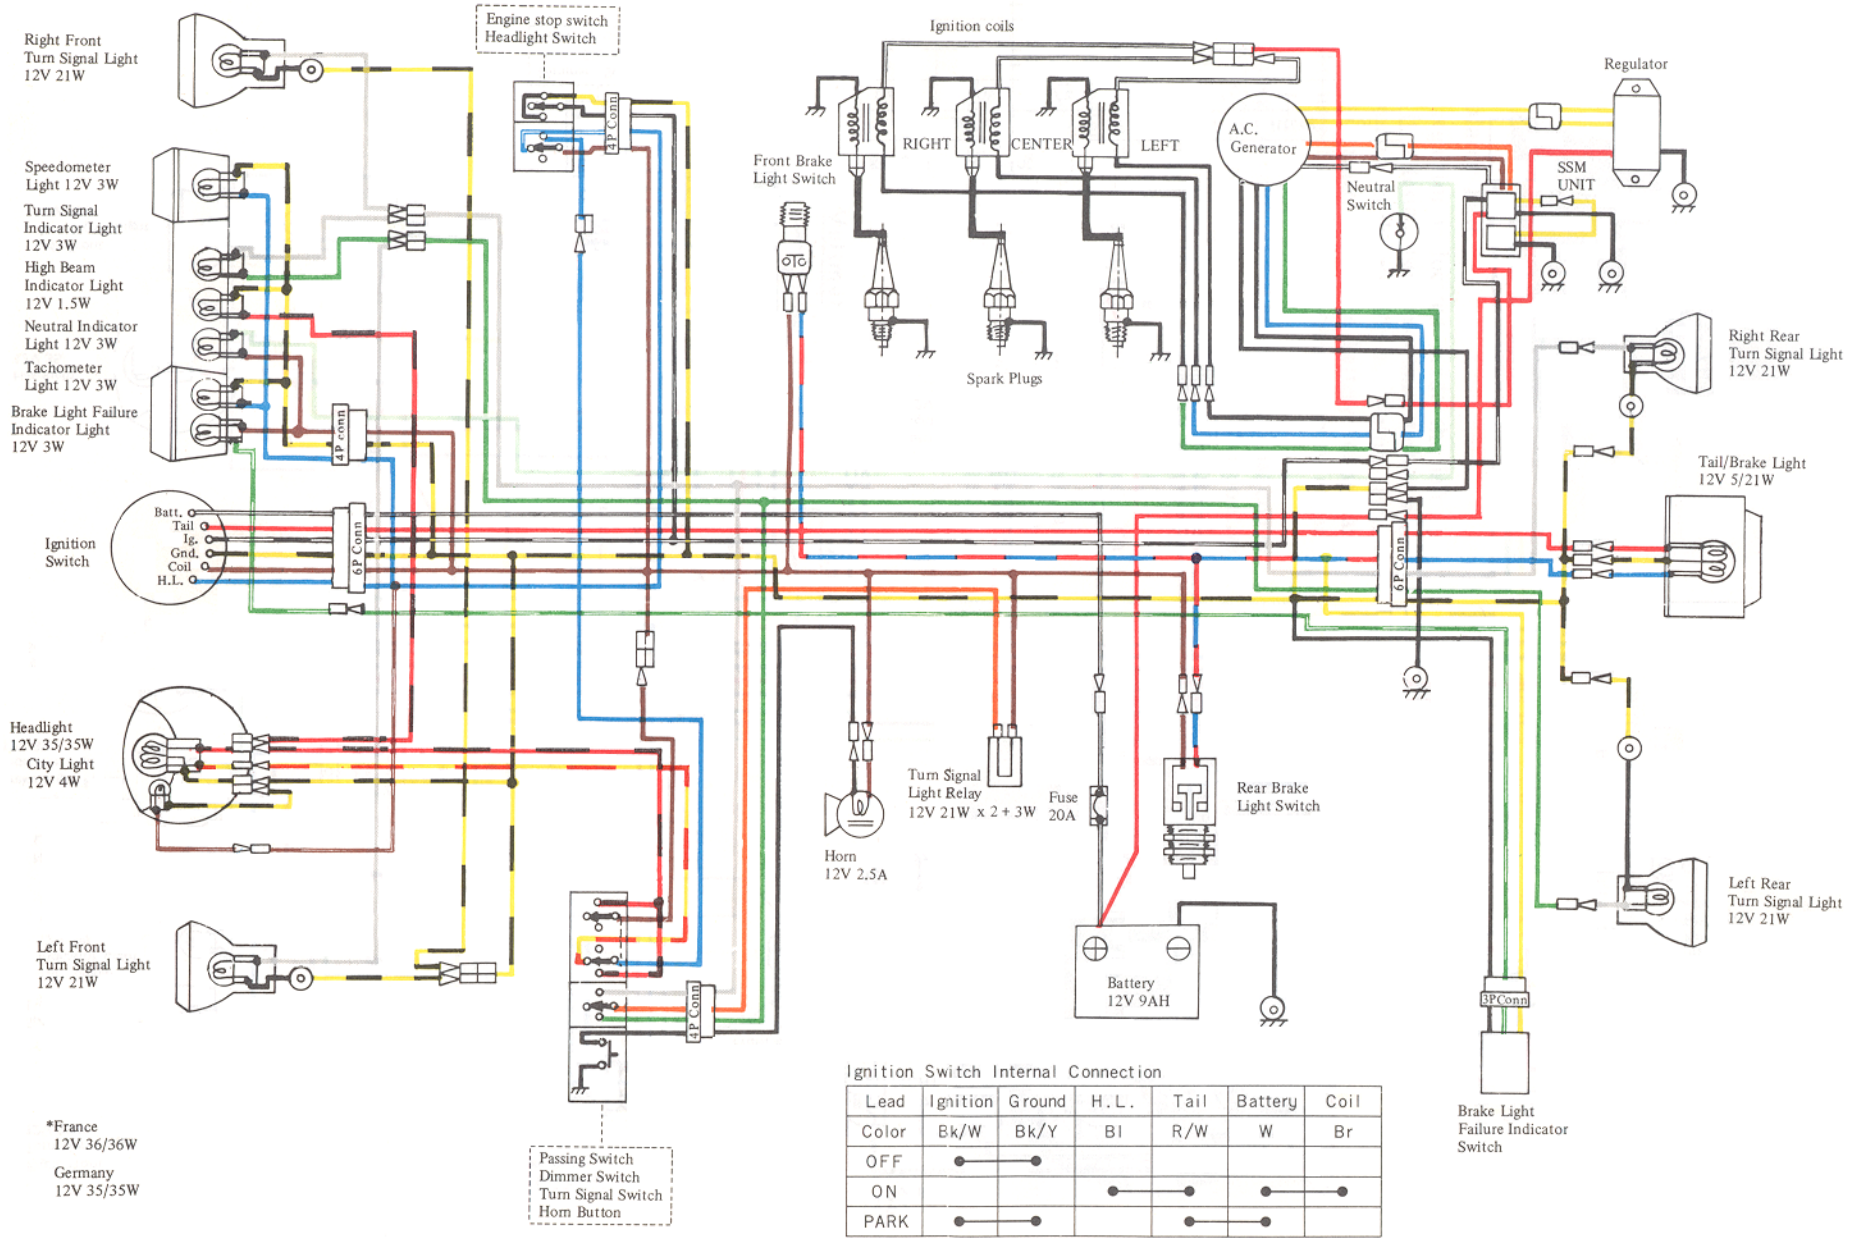 Engine stop switch
Headlight Switch
Ignition coils
Right Front
Turn Signal Light
12V 21W
Regulator
A.C.
Generator
RIGHT
CENTER
LEFT
4P Conn
Front Brake
Light Switch
SSM
UNIT
Neutral
Switch
Speedometer
Light 12V 3W
Turn Signal
Indicator Light
12V 3W
High Beam
Indicator Light
12V 1.5W
Neutral Indicator
Light 12V 3W
Tachometer
Light 12V 3W
Brake Light Failure
Indicator Light
12V 3W
4P conn
Spark Plugs
Right Rear
Turn Signal Light
12V 21W
Tail/Brake Light
12V 5/21W
Ignition
Switch
Batt.
Tail
Ig.
Gnd.
Coil
H.L.
6P Conn
6P Conn
Headlight
12V 35/35W
City Light
12V 4W
Turn Signal
Light Relay
12V 21W x 2 + 3W
Fuse
20A
Rear Brake
Light Switch
Horn
12V 2.5A
Left Rear
Turn Signal Light
12V 21W
Left Front
Turn Signal Light
12V 21W
4P Conn
Battery
12V 9AH
3PConn
Brake Light
Failure Indicator
Switch
*France
12V 36/36W
Germany
12V 35/35W
Passing Switch
Dimmer Switch
Turn Signal Switch
Horn Button
Ignition Switch Internal Connection
Lead Ignition Ground H.L. Tail Battery Coil
Color Bk/W Bk/Y Bl R/W W Br
OFF
ON
PARK